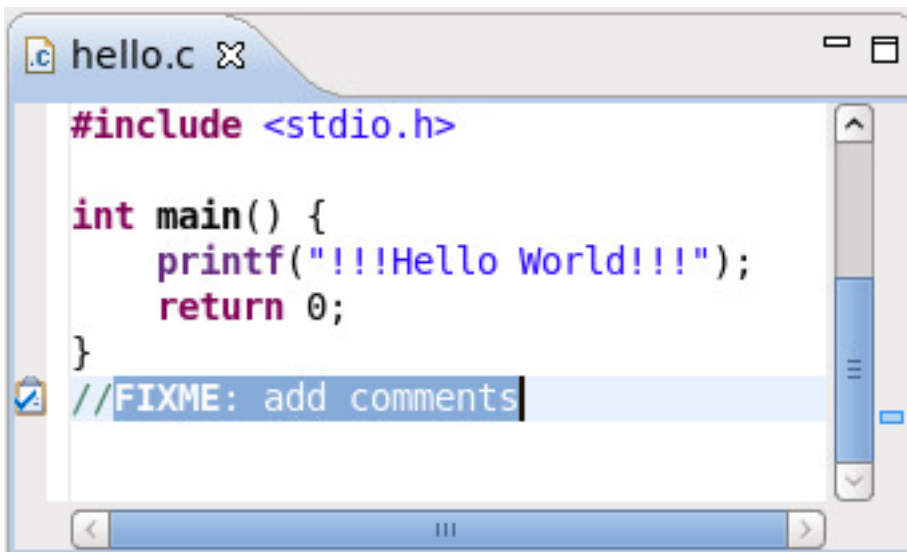 .c hello.c
#include <stdio.h>
int main() {
    printf("!!!Hello World!!!");
    return 0;
}
//FIXME: add comments